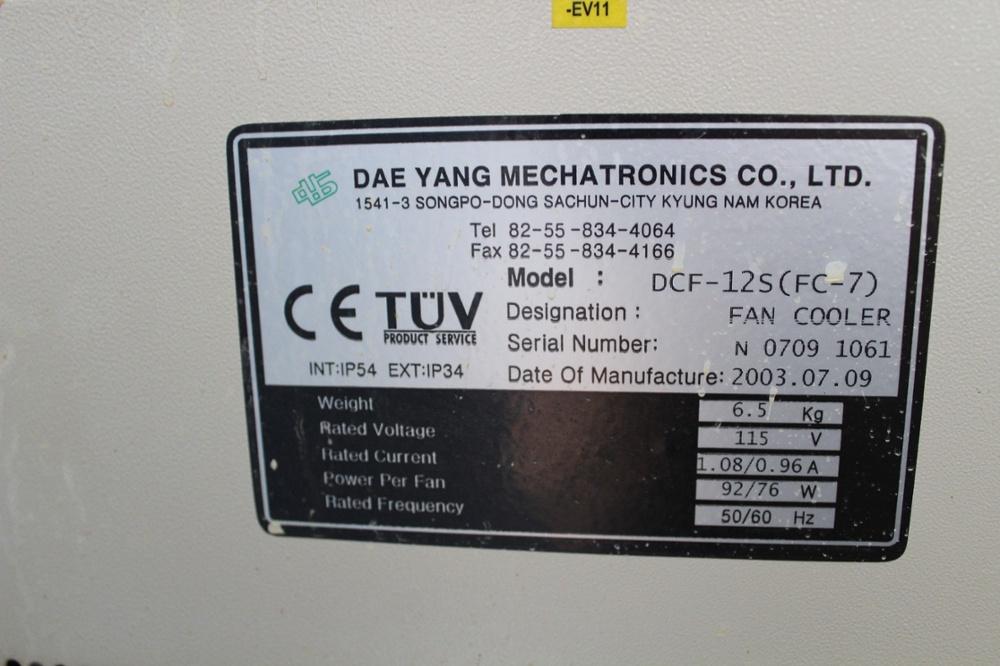 -EV11
DAE YANG MECHATRONICS CO., LTD.
1541-3 SONGPO-DONG SACHUN-CITY KYUNG NAM KOREA
Tel 82-55-834-4064
Fax 82-55-834-4166
Model : DCF-12S(FC-7)
CE TÜV Designation : FAN COOLER
PRODUCT SERVICE Serial Number: N 0709 1061
INT:IP54 EXT:IP34 Date Of Manufacture: 2003.07.09
Weight 6.5 Kg
Rated Voltage 115 V
Rated Current 1.08/0.96 A
Power Per Fan 92/76 W
Rated Frequency 50/60 Hz